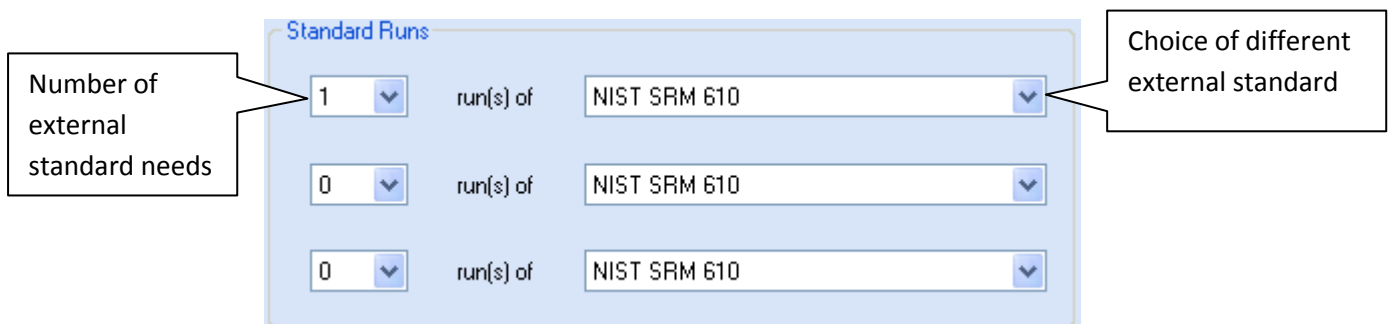 Standard Runs
Number of
external
standard needs
1 run(s) of NIST SRM 610
Choice of different
external standard
0 run(s) of NIST SRM 610
0 run(s) of NIST SRM 610